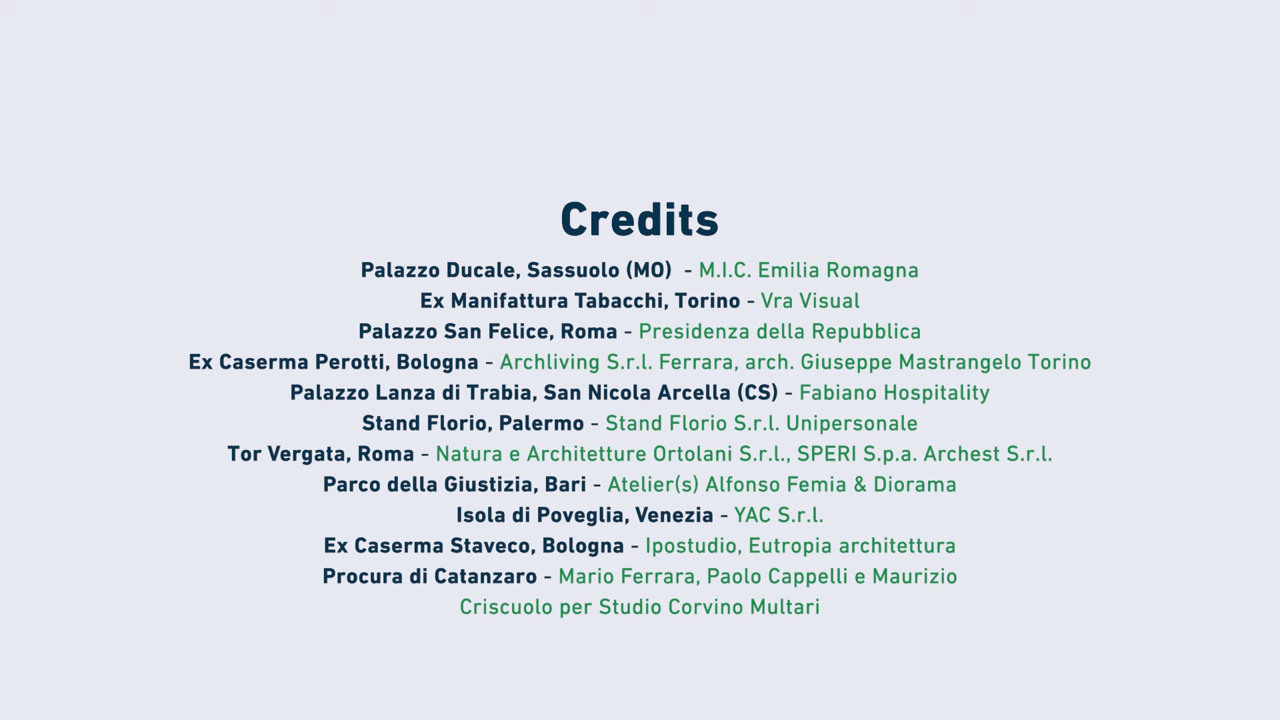 Credits
Palazzo Ducale, Sassuolo (MO) - M.I.C. Emilia Romagna
Ex Manifattura Tabacchi, Torino - Vra Visual
Palazzo San Felice, Roma - Presidenza della Repubblica
Ex Caserma Perotti, Bologna - Archliving S.r.l. Ferrara, arch. Giuseppe Mastrangelo Torino
Palazzo Lanza di Trabia, San Nicola Arcella (CS) - Fabiano Hospitality
Stand Florio, Palermo - Stand Florio S.r.l. Unipersonale
Tor Vergata, Roma - Natura e Architetture Ortolani S.r.l., SPERI S.p.a. Archest S.r.l.
Parco della Giustizia, Bari - Atelier(s) Alfonso Femia & Diorama
Isola di Poveglia, Venezia - YAC S.r.l.
Ex Caserma Staveco, Bologna - Ipostudio, Eutropia architettura
Procura di Catanzaro - Mario Ferrara, Paolo Cappelli e Maurizio
Criscuolo per Studio Corvino Multari